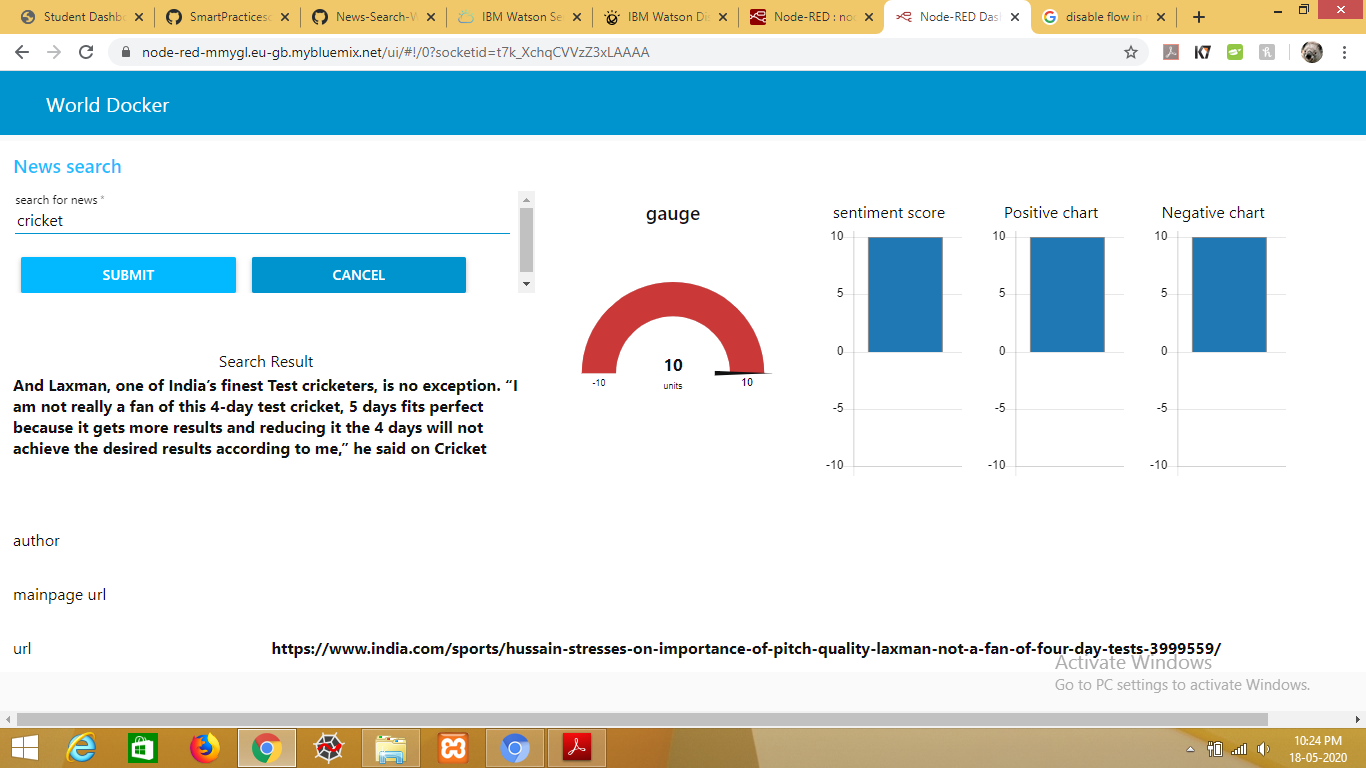 Student Dashbo
SmartPracticesc
News-Search-W
IBM Watson Se
IBM Watson Dis
Node-RED : nod
Node-RED Dash
disable flow in
node-red-mmygl.eu-gb.mybluemix.net/ui/#!/0?socketid=t7k_XchqCVVzZ3xLAAAA
K7
World Docker
News search
search for news *
cricket
SUBMIT
CANCEL
Search Result
And Laxman, one of India’s finest Test cricketers, is no exception. “I
am not really a fan of this 4-day test cricket, 5 days fits perfect
because it gets more results and reducing it the 4 days will not
achieve the desired results according to me,” he said on Cricket
gauge
10
units
-10
10
sentiment score
10
5
0
-5
-10
Positive chart
10
5
0
-5
-10
Negative chart
10
5
0
-5
-10
author
mainpage url
url https://www.india.com/sports/hussain-stresses-on-importance-of-pitch-quality-laxman-not-a-fan-of-four-day-tests-3999559/
Activate Windows
Go to PC settings to activate Windows.
10:24 PM
18-05-2020